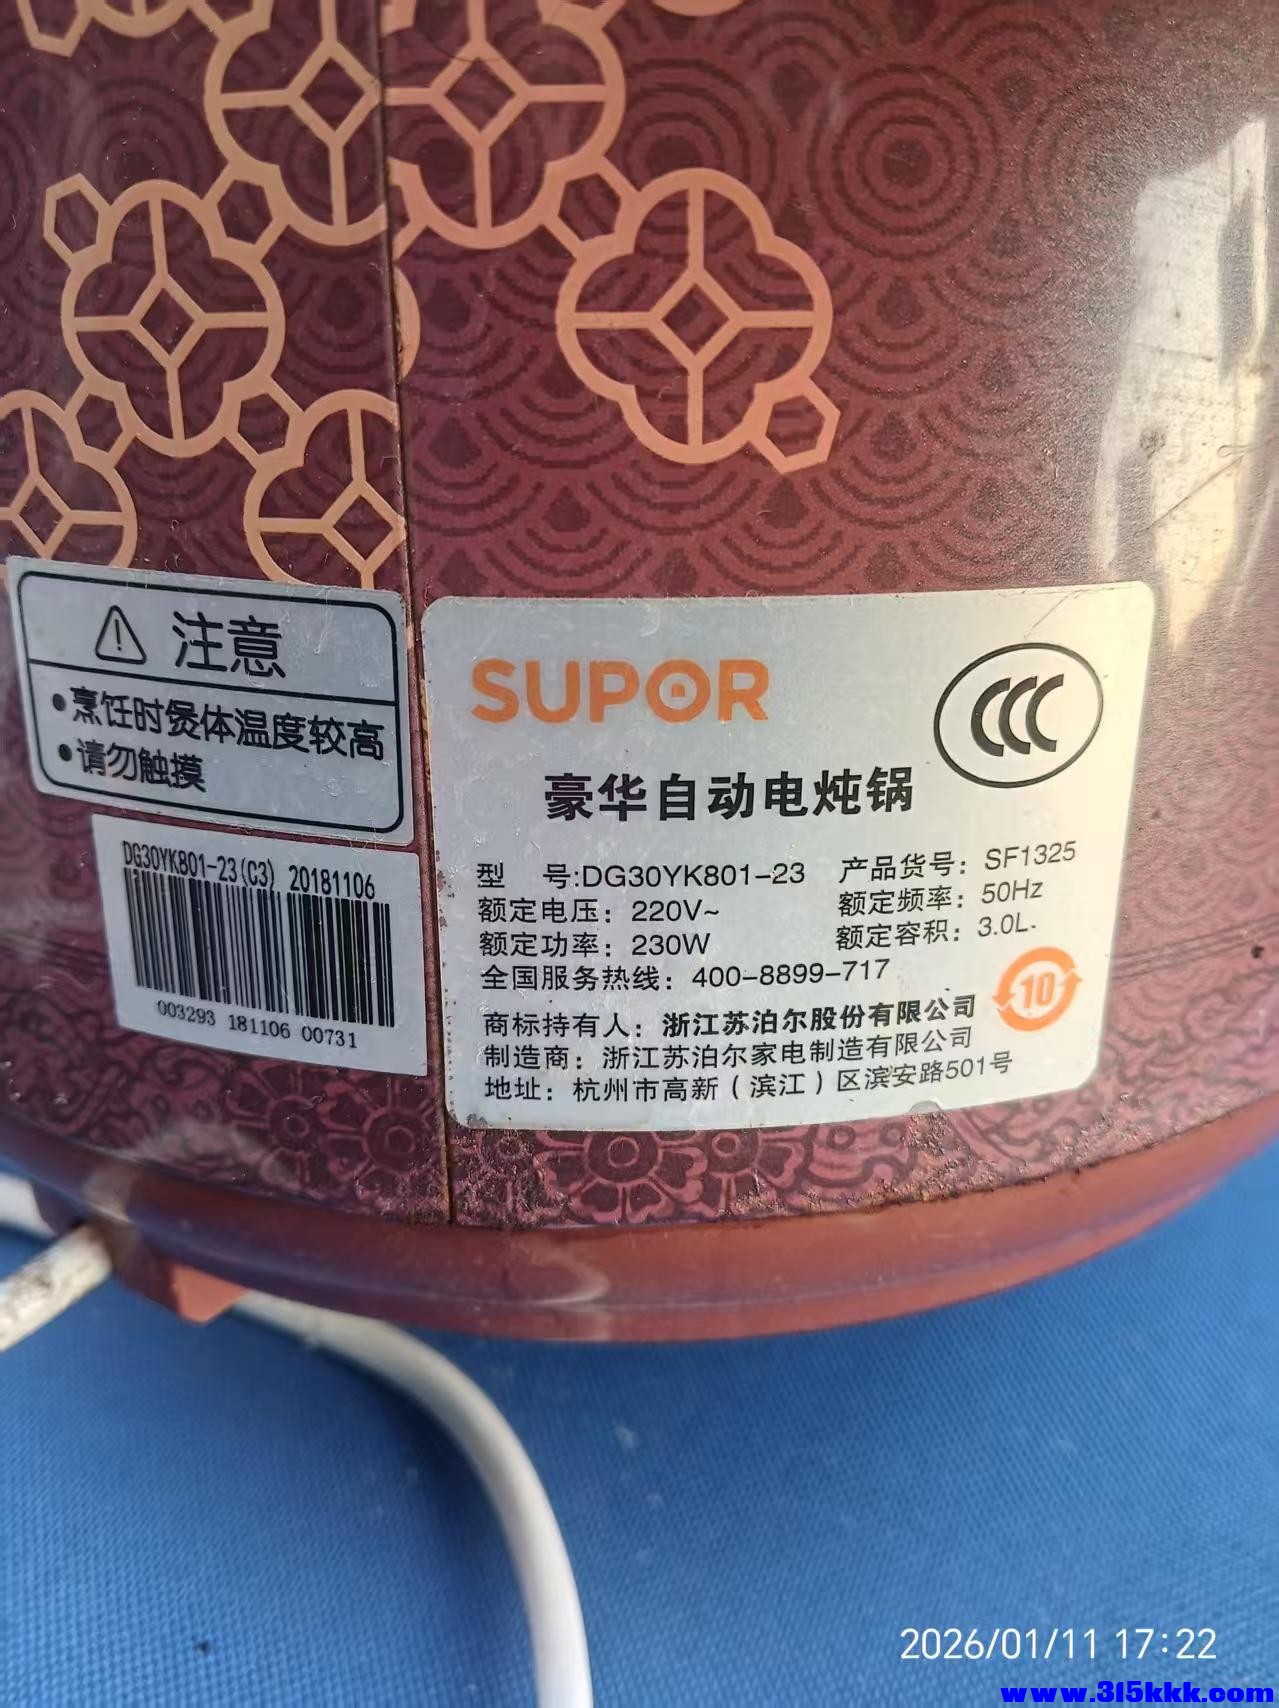 注意
•烹饪时煲体温度较高
•请勿触摸
DG30YK801-23(C3) 20181106
003293 181106 00731
SUPOR
CCC
豪华自动电炖锅
型 号:DG30YK801-23 产品货号：SF1325
额定电压：220V~ 额定频率：50Hz
额定功率：230W 额定容积：3.0L
全国服务热线：400-8899-717
10
商标持有人：浙江苏泊尔股份有限公司
制造商：浙江苏泊尔家电制造有限公司
地址：杭州市高新（滨江）区滨安路501号
2026/01/11 17:22
www.315kkk.com